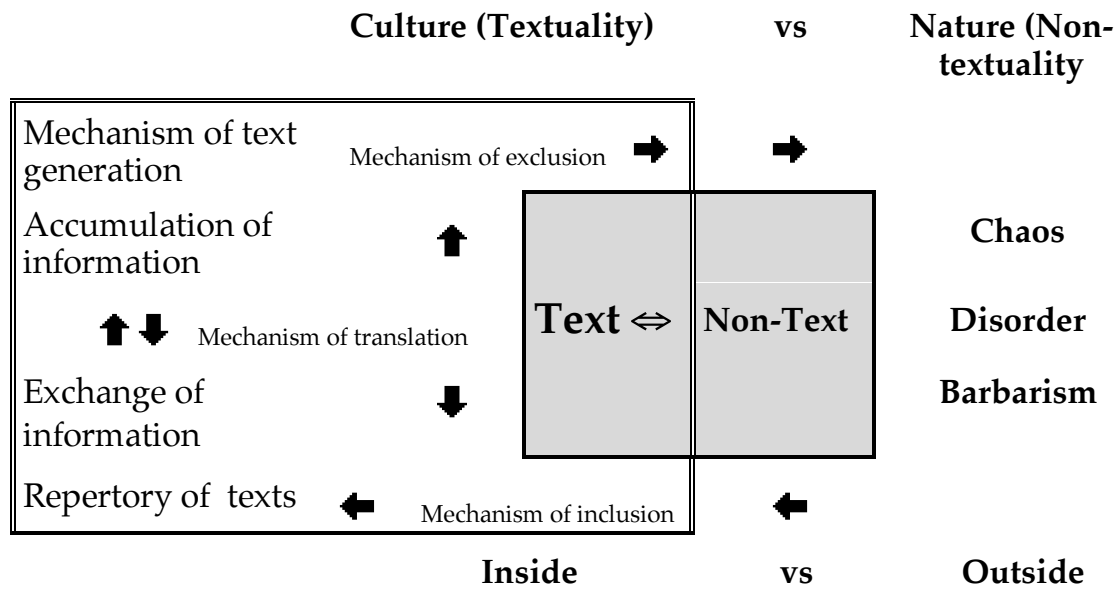 Culture (Textuality) vs Nature (Non-
textuality
Mechanism of text
generation
Mechanism of exclusion
Accumulation of
information
Chaos
Text ⇔ Non-Text
Disorder
Mechanism of translation
Exchange of
information
Barbarism
Repertory of texts
Mechanism of inclusion
Inside vs Outside